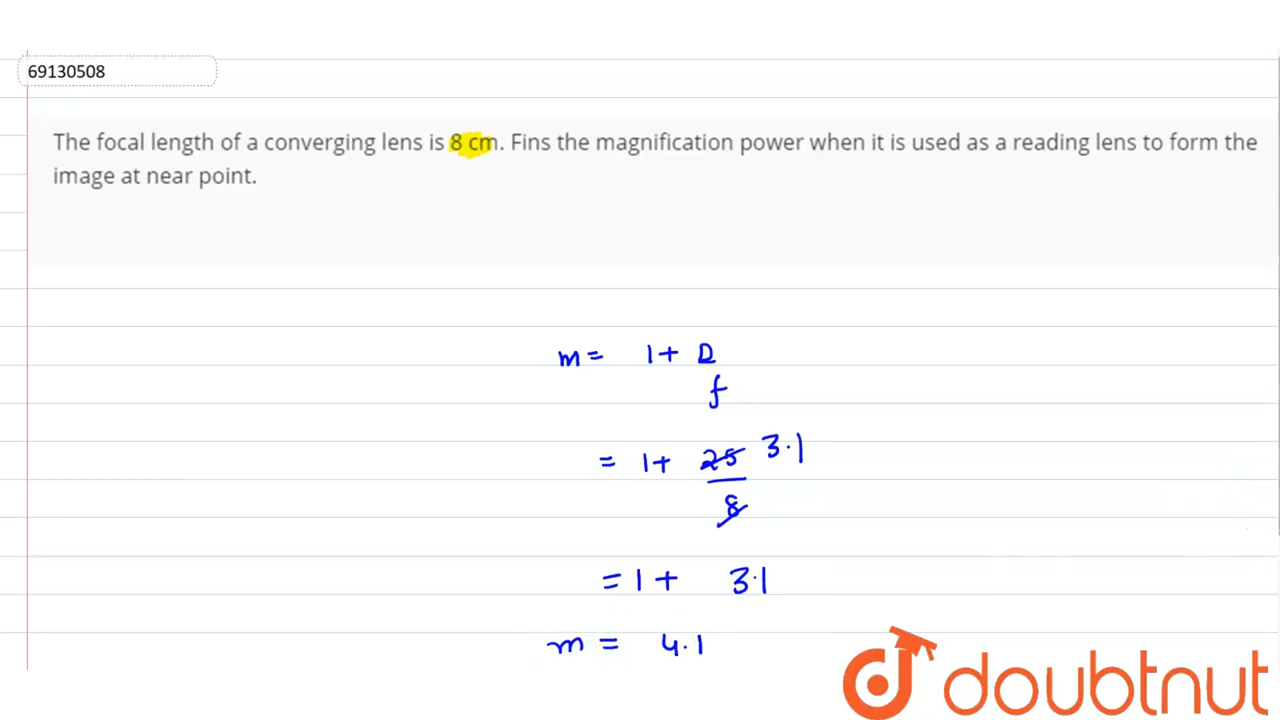 69130508
The focal length of a converging lens is 8 cm. Fins the magnification power when it is used as a reading lens to form the
image at near point.
m = 1 + D
f
= 1 + 25 3.1
8
= 1 + 3.1
m = 4.1
doubtnut